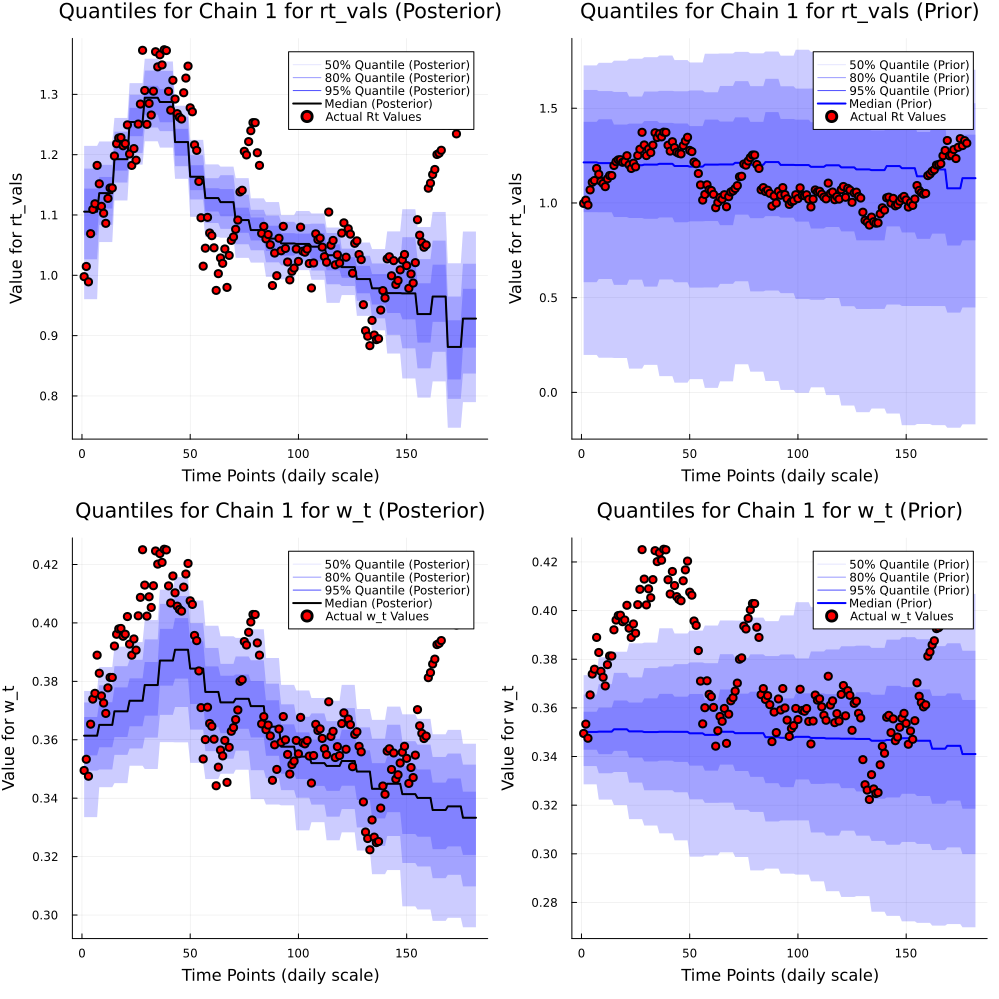 Quantiles for Chain 1 for rt_vals (Posterior)
Value for rt_vals
1.3
1.2
1.1
1.0
0.9
0.8
50% Quantile (Posterior)
80% Quantile (Posterior)
95% Quantile (Posterior)
Median (Posterior)
Actual Rt Values
0
50
100
150
Time Points (daily scale)
Quantiles for Chain 1 for rt_vals (Prior)
Value for rt_vals
1.5
1.0
0.5
0.0
50% Quantile (Prior)
80% Quantile (Prior)
95% Quantile (Prior)
Median (Prior)
Actual Rt Values
0
50
100
150
Time Points (daily scale)
Quantiles for Chain 1 for w_t (Posterior)
Value for w_t
0.42
0.40
0.38
0.36
0.34
0.32
0.30
50% Quantile (Posterior)
80% Quantile (Posterior)
95% Quantile (Posterior)
Median (Posterior)
Actual w_t Values
0
50
100
150
Time Points (daily scale)
Quantiles for Chain 1 for w_t (Prior)
Value for w_t
0.42
0.40
0.38
0.36
0.34
0.32
0.30
0.28
50% Quantile (Prior)
80% Quantile (Prior)
95% Quantile (Prior)
Median (Prior)
Actual w_t Values
0
50
100
150
Time Points (daily scale)